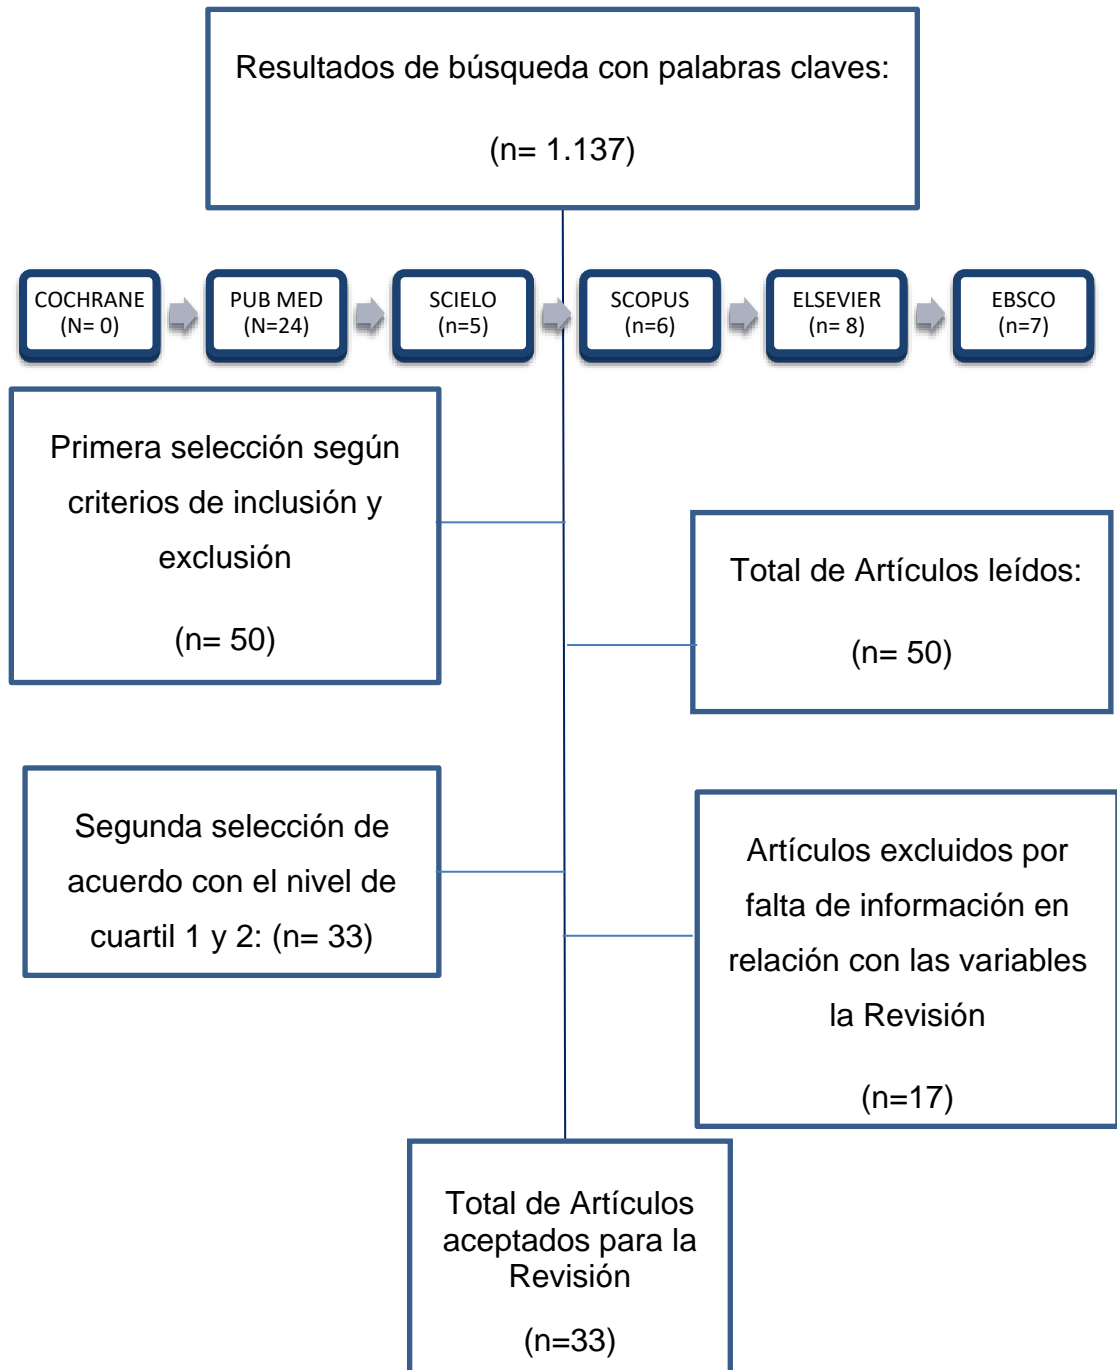 Resultados de búsqueda con palabras claves:
(n= 1.137)
COCHRANE
(N= 0)
PUB MED
(N=24)
SCIELO
(n=5)
SCOPUS
(n=6)
ELSEVIER
(n= 8)
EBSCO
(n=7)
Primera selección según
criterios de inclusión y
exclusión
(n= 50)
Total de Artículos leídos:
(n= 50)
Segunda selección de
acuerdo con el nivel de
cuartil 1 y 2: (n= 33)
Artículos excluidos por
falta de información en
relación con las variables
la Revisión
(n=17)
Total de Artículos
aceptados para la
Revisión
(n=33)